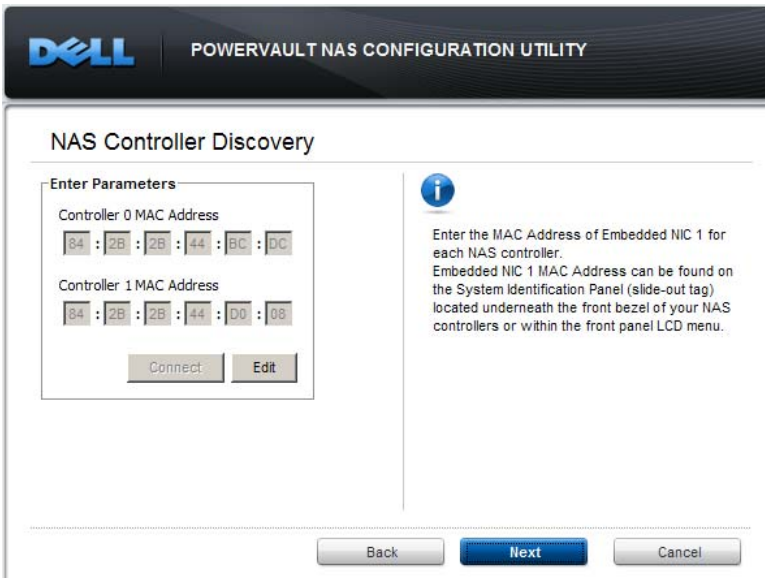 DELL
POWERVAULT NAS CONFIGURATION UTILITY
NAS Controller Discovery
Enter Parameters
Controller 0 MAC Address
84 : 2B : 2B : 44 : BC : DC
Controller 1 MAC Address
84 : 2B : 2B : 44 : D0 : 08
Connect
Edit
i
Enter the MAC Address of Embedded NIC 1 for
each NAS controller.
Embedded NIC 1 MAC Address can be found on
the System Identification Panel (slide-out tag)
located underneath the front bezel of your NAS
controllers or within the front panel LCD menu.
Back
Next
Cancel